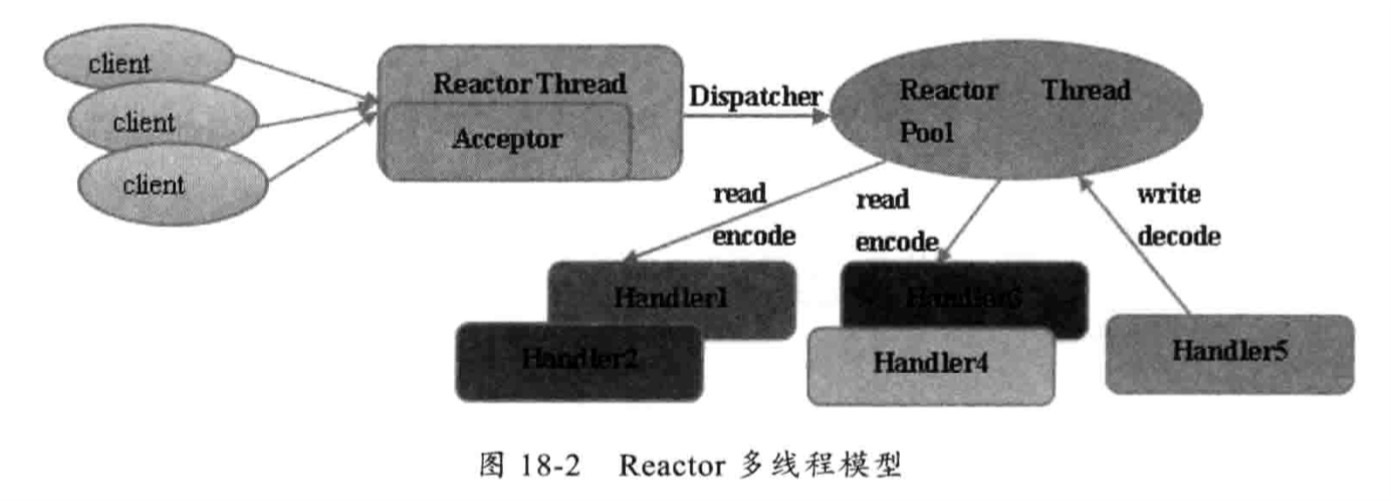 client
client
client
Reactor Thread
Acceptor
Dispatcher
Reactor Thread
Pool
read
encode
read
encode
write
decode
Handler1
Handler2
Handler3
Handler4
Handler5
图 18-2 Reactor 多线程模型